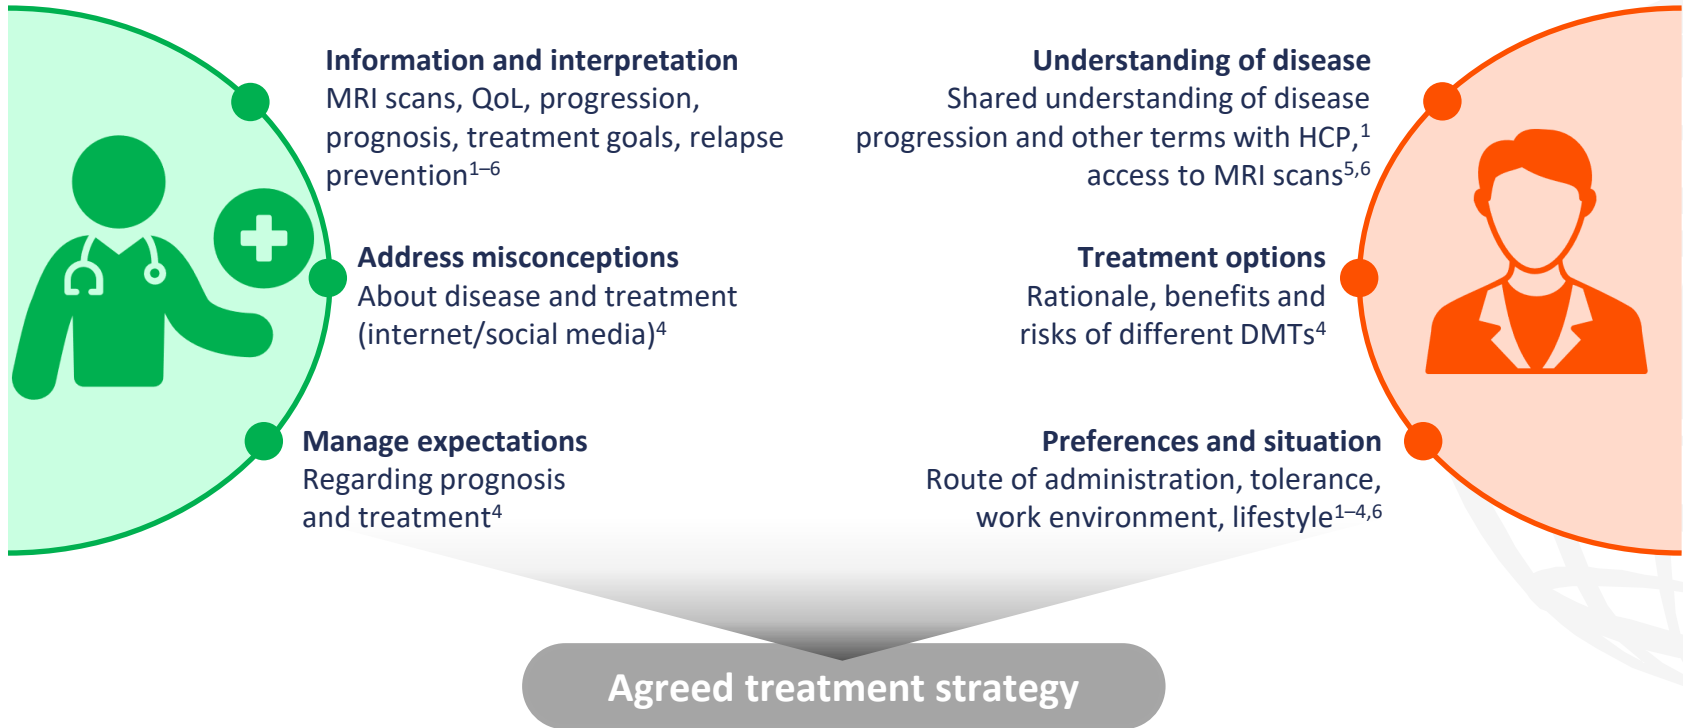 Information and interpretation
MRI scans, QoL, progression,
prognosis, treatment goals, relapse
prevention¹⁻⁶
Address misconceptions
About disease and treatment
(internet/social media)⁴
Manage expectations
Regarding prognosis
and treatment⁴
Understanding of disease
Shared understanding of disease
progression and other terms with HCP,¹
access to MRI scans⁵,⁶
Treatment options
Rationale, benefits and
risks of different DMTs⁴
Preferences and situation
Route of administration, tolerance,
work environment, lifestyle¹⁻⁴,⁶
Agreed treatment strategy